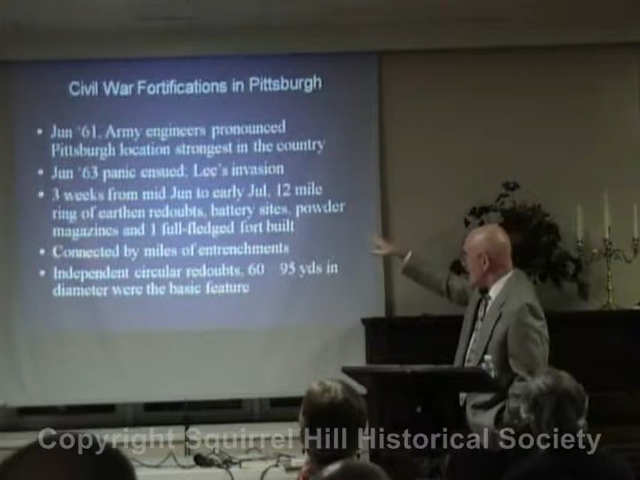 Civil War Fortifications in Pittsburgh
• Jun '61, Army engineers pronounced
Pittsburgh location strongest in the country
• Jun '63 panic ensued, Lee's invasion
• 3 weeks from mid Jun to early Jul, 12 mile
ring of earthen redoubts, battery sites, powder
magazines and 1 full-fledged fort built
• Connected by miles of entrenchments
• Independent circular redoubts, 60 95 yds in
diameter were the basic feature
Copyright Squirrel Hill Historical Society